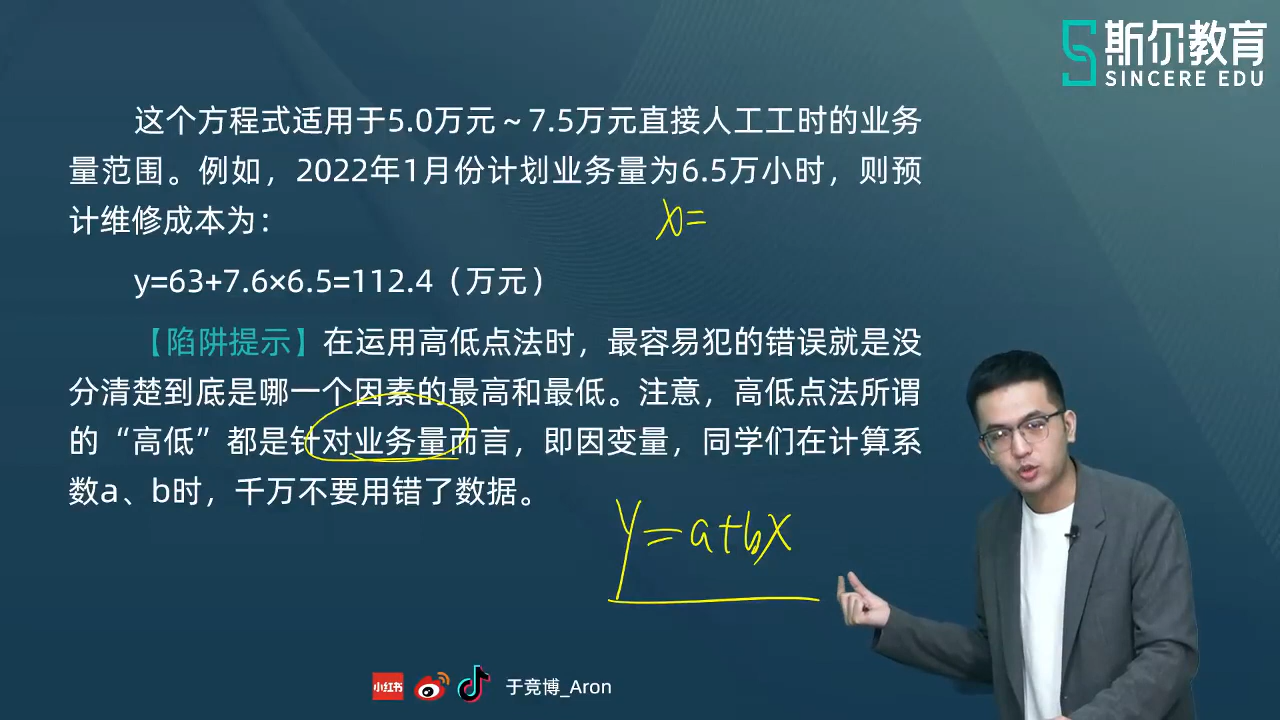 斯尔教育
SINCERE EDU
这个方程式适用于5.0万元～7.5万元直接人工工时的业务
量范围。例如，2022年1月份计划业务量为6.5万小时，则预
计维修成本为：
x=
y=63+7.6×6.5=112.4（万元）
【陷阱提示】在运用高低点法时，最容易犯的错误就是没
分清楚到底是哪一个因素的最高和最低。注意，高低点法所谓
的“高低”都是针对业务量而言，即因变量，同学们在计算系
数a、b时，千万不要用错了数据。
y=a+bx
小红书
于竞博_Aron